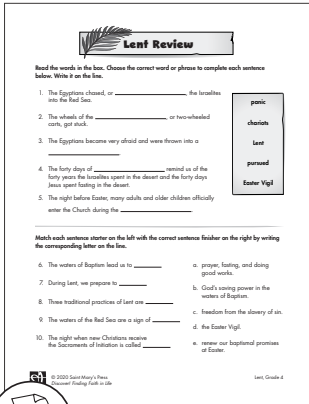 Lent Review
Read the words in the box. Choose the correct word or phrase to complete each sentence
below. Write it on the line.
1. The Egyptians chased, or ____________, the Israelites
into the Red Sea.
2. The wheels of the ____________, or two-wheeled
carts, got stuck.
3. The Egyptians became very afraid and were thrown into a
____________.
4. The forty days of ____________ remind us of the
forty years the Israelites spent in the desert and the forty days
Jesus spent fasting in the desert.
5. The night before Easter, many adults and older children officially
enter the Church during the ____________.
panic
chariots
Lent
pursued
Easter Vigil
Match each sentence starter on the left with the correct sentence finisher on the right by writing
the corresponding letter on the line.
6. The waters of Baptism lead us to ______
7. During Lent, we prepare to ______
8. Three traditional practices of Lent are ______
9. The waters of the Red Sea are a sign of ______
10. The night when new Christians receive
the Sacraments of Initiation is called ______
a. prayer, fasting, and doing
good works.
b. God's saving power in the
waters of Baptism.
c. freedom from the slavery of sin.
d. the Easter Vigil.
e. renew our baptismal promises
at Easter.
© 2020 Saint Mary's Press
Discover! Finding Faith in Life
Lent, Grade 4